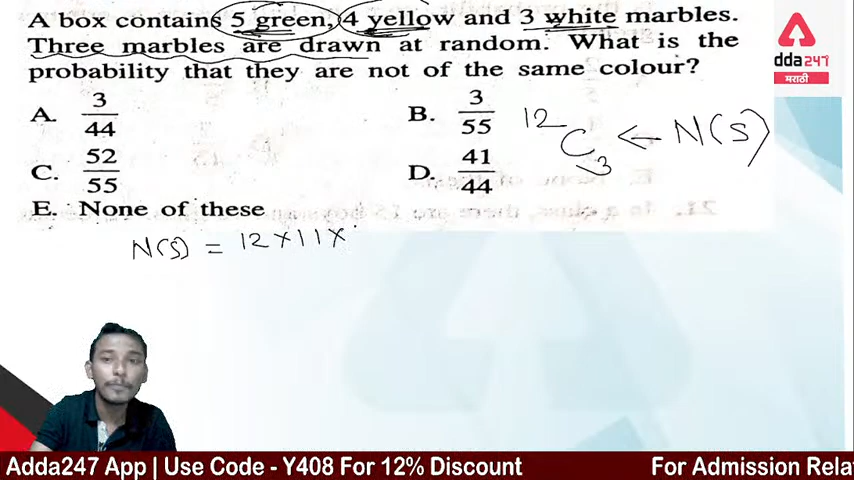 A box contains 5 green, 4 yellow and 3 white marbles.
Three marbles are drawn at random. What is the
probability that they are not of the same colour?
A. 3/44
B. 3/55
C. 52/55
D. 41/44
E. None of these
12C3 ← N(S)
N(S) = 12×11×
adda247
मराठी
Adda247 App | Use Code - Y408 For 12% Discount
For Admission Rela